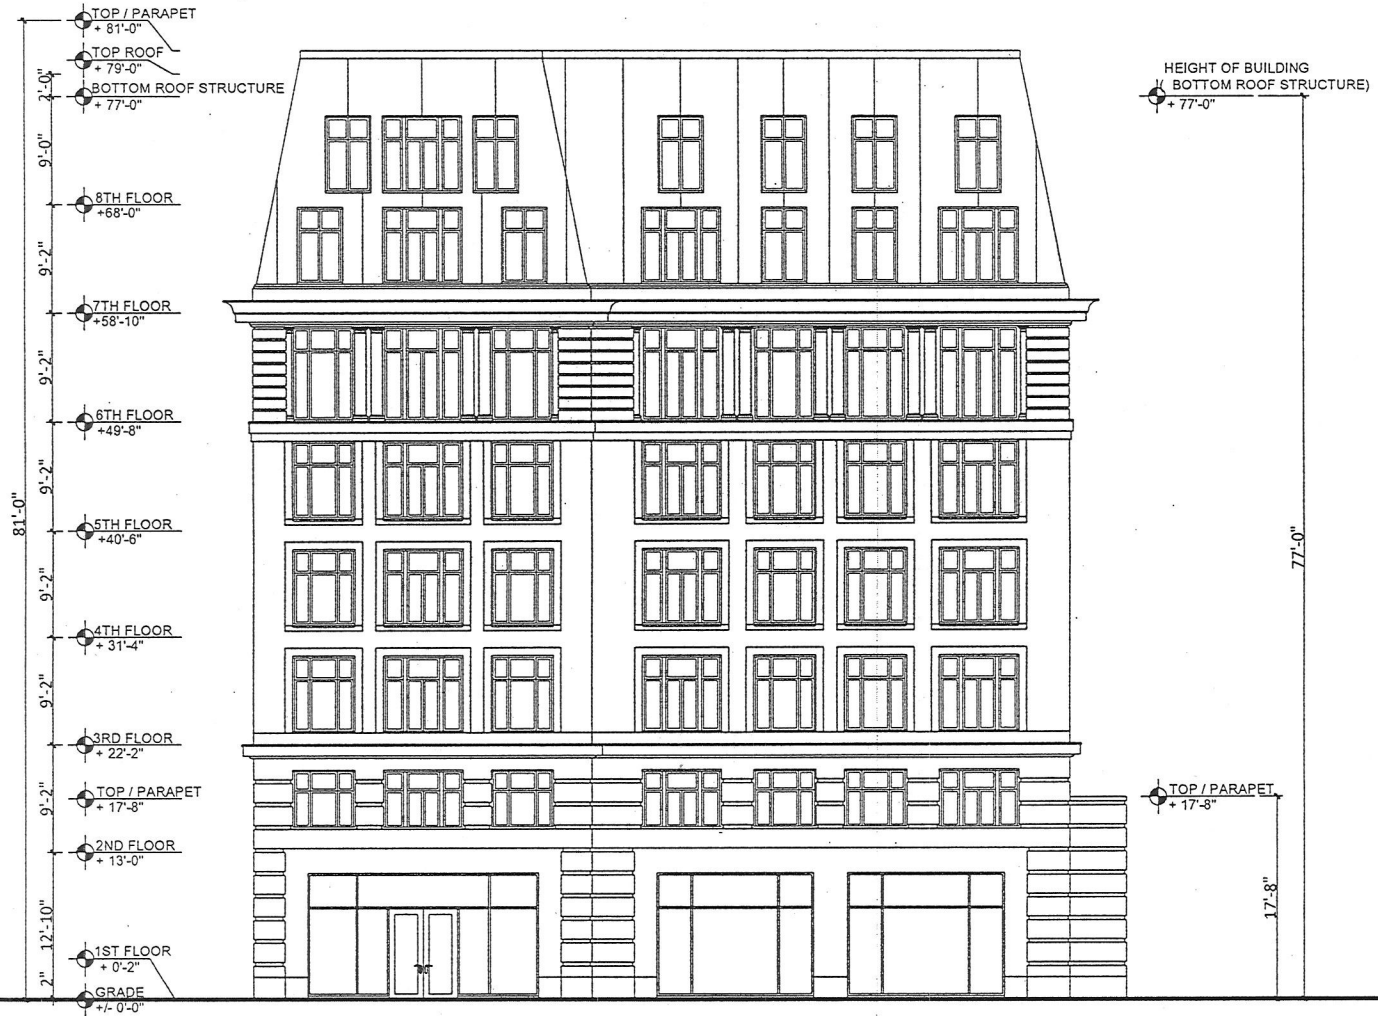 TOP / PARAPET
+ 81'-0"
TOP ROOF
+ 79'-0"
2'-0"
BOTTOM ROOF STRUCTURE
+ 77'-0"
HEIGHT OF BUILDING
( BOTTOM ROOF STRUCTURE)
+ 77'-0"
9'-0"
8TH FLOOR
+68'-0"
9'-2"
7TH FLOOR
+58'-10"
9'-2"
6TH FLOOR
+49'-8"
9'-2"
81'-0"
5TH FLOOR
+40'-6"
77'-0"
9'-2"
4TH FLOOR
+ 31'-4"
9'-2"
3RD FLOOR
+ 22'-2"
9'-2"
TOP / PARAPET
+ 17'-8"
TOP / PARAPET
+ 17'-8"
2ND FLOOR
+ 13'-0"
17'-8"
12'-10"
1ST FLOOR
+ 0'-2"
2"
GRADE
+/- 0'-0"